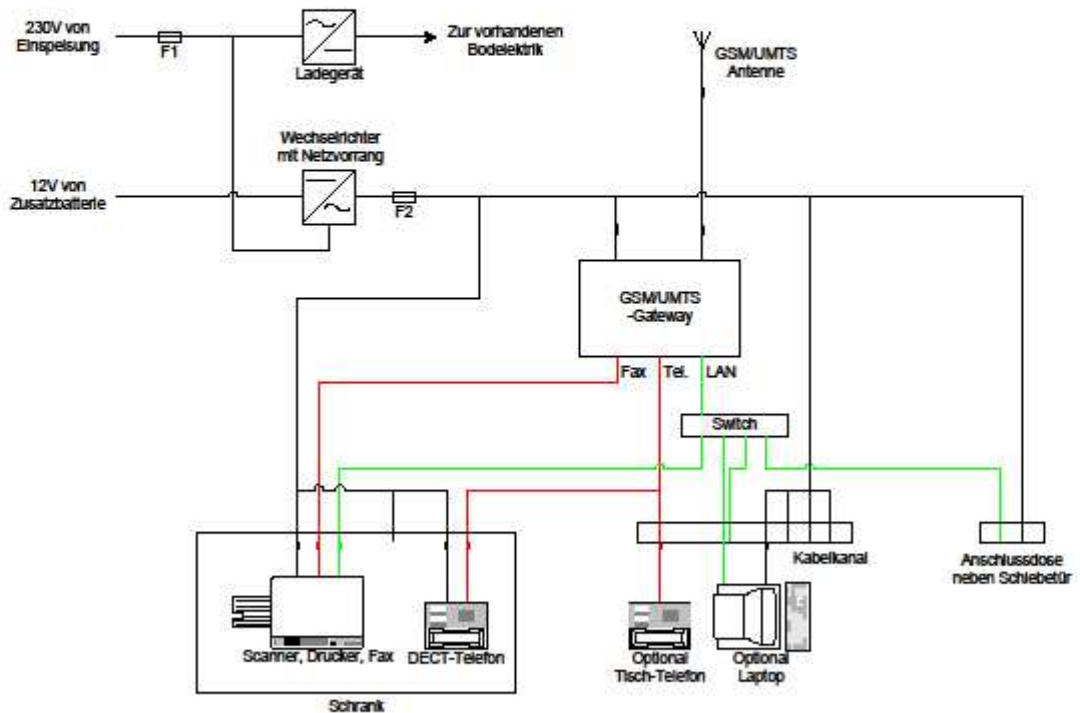 230V von
Einspeisung
F1
Ladegerät
Zur vorhandenen
Bodelektrik
GSM/UMTS
Antenne
Wechselrichter
mit Netzvorrang
12V von
Zusatzbatterie
F2
GSM/UMTS
-Gateway
Fax
Tel.
LAN
Switch
Kabelkanal
Anschlussdose
neben Schiebetür
Scanner, Drucker, Fax
DECT-Telefon
Optional
Tisch-Telefon
Optional
Laptop
Schrank